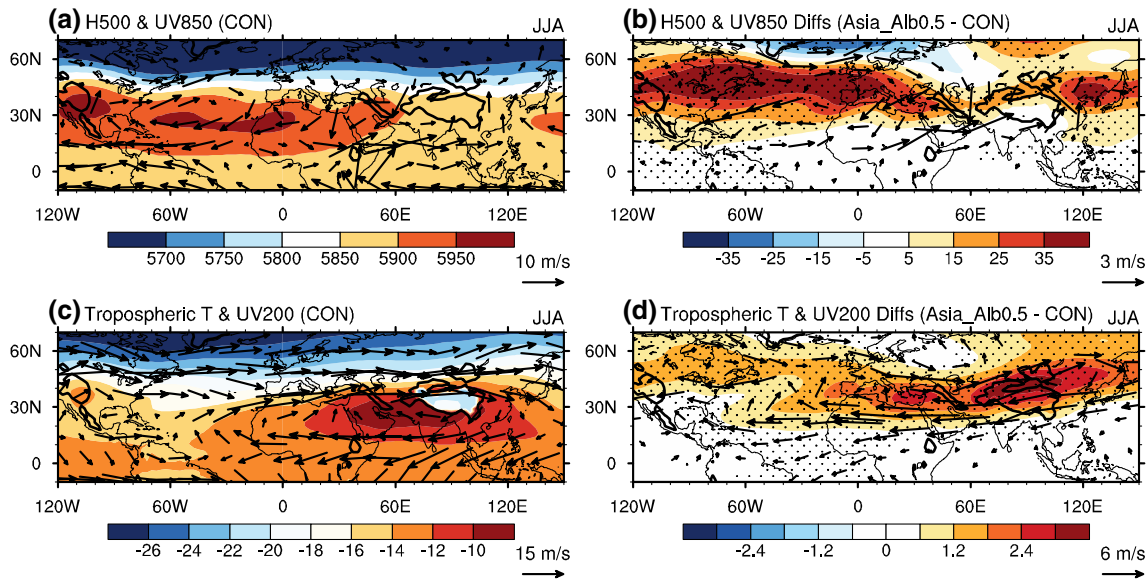 (a) H500 & UV850 (CON) JJA
60N
30N
0
120W 60W 0 60E 120E
5700 5750 5800 5850 5900 5950 10 m/s
(b) H500 & UV850 Diffs (Asia_Alb0.5 - CON) JJA
60N
30N
0
120W 60W 0 60E 120E
-35 -25 -15 -5 5 15 25 35 3 m/s
(c) Tropospheric T & UV200 (CON) JJA
60N
30N
0
120W 60W 0 60E 120E
-26 -24 -22 -20 -18 -16 -14 -12 -10 15 m/s
(d) Tropospheric T & UV200 Diffs (Asia_Alb0.5 - CON) JJA
60N
30N
0
120W 60W 0 60E 120E
-2.4 -1.2 0 1.2 2.4 6 m/s